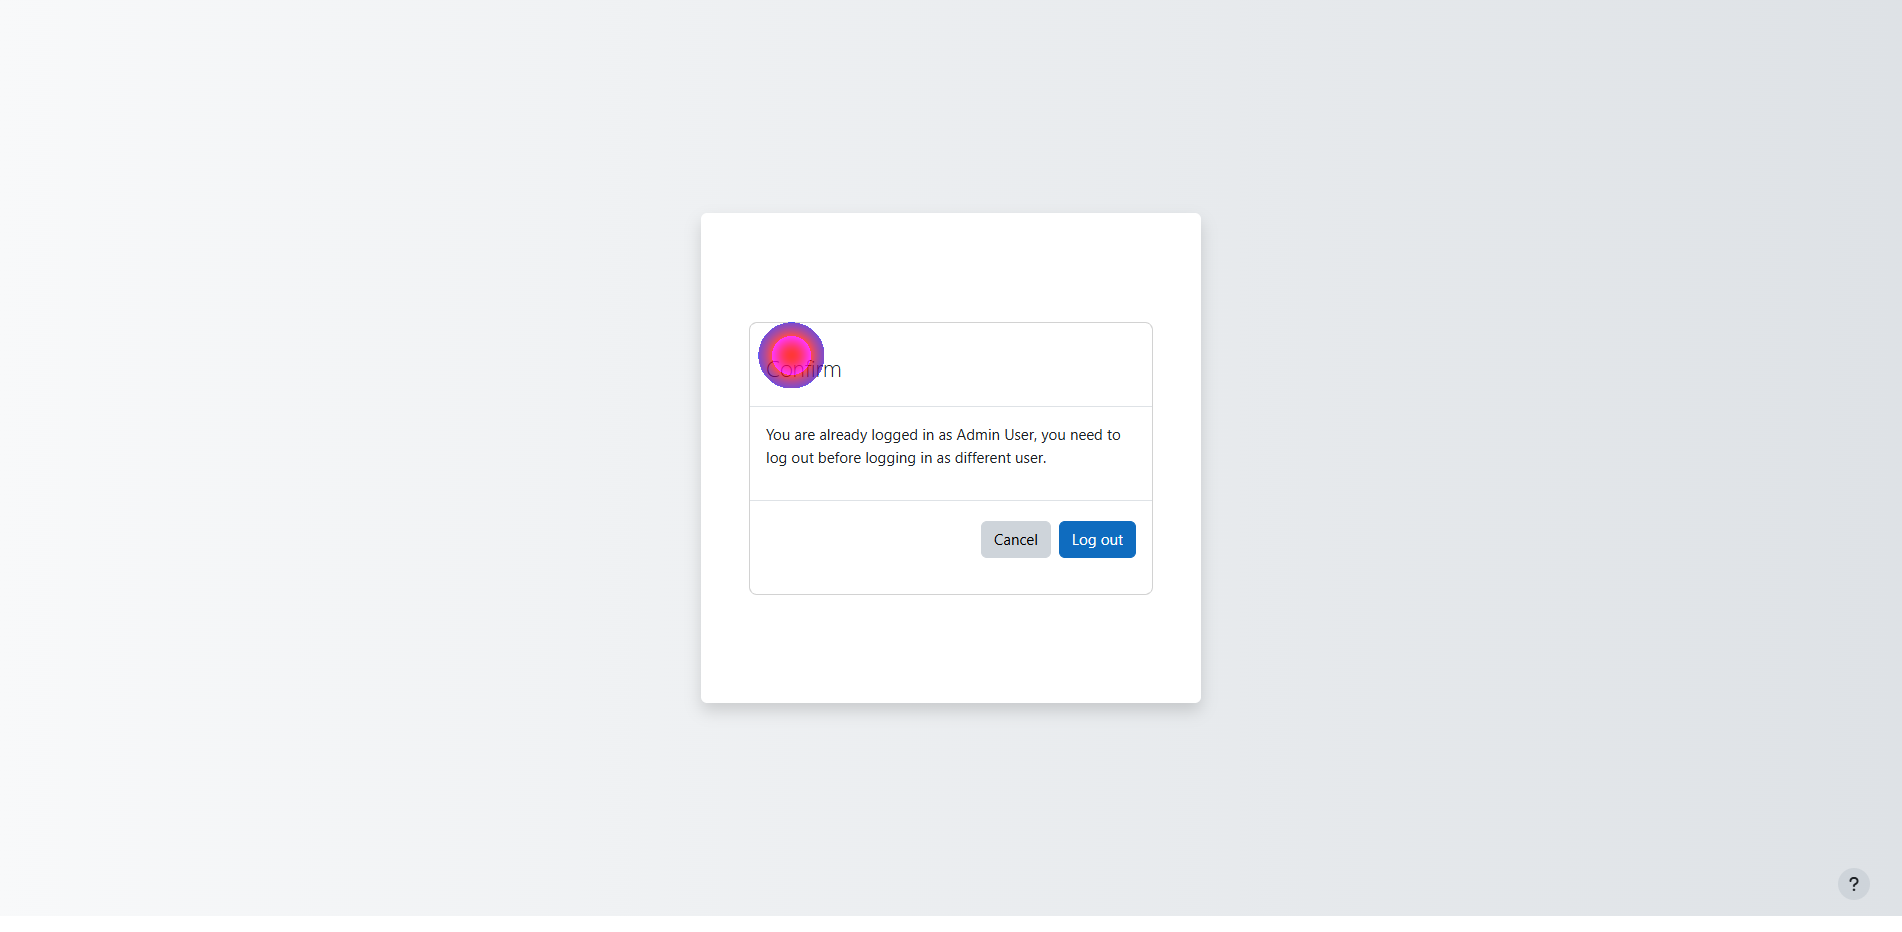 Confirm
You are already logged in as Admin User, you need to
log out before logging in as different user.
Cancel
Log out
?